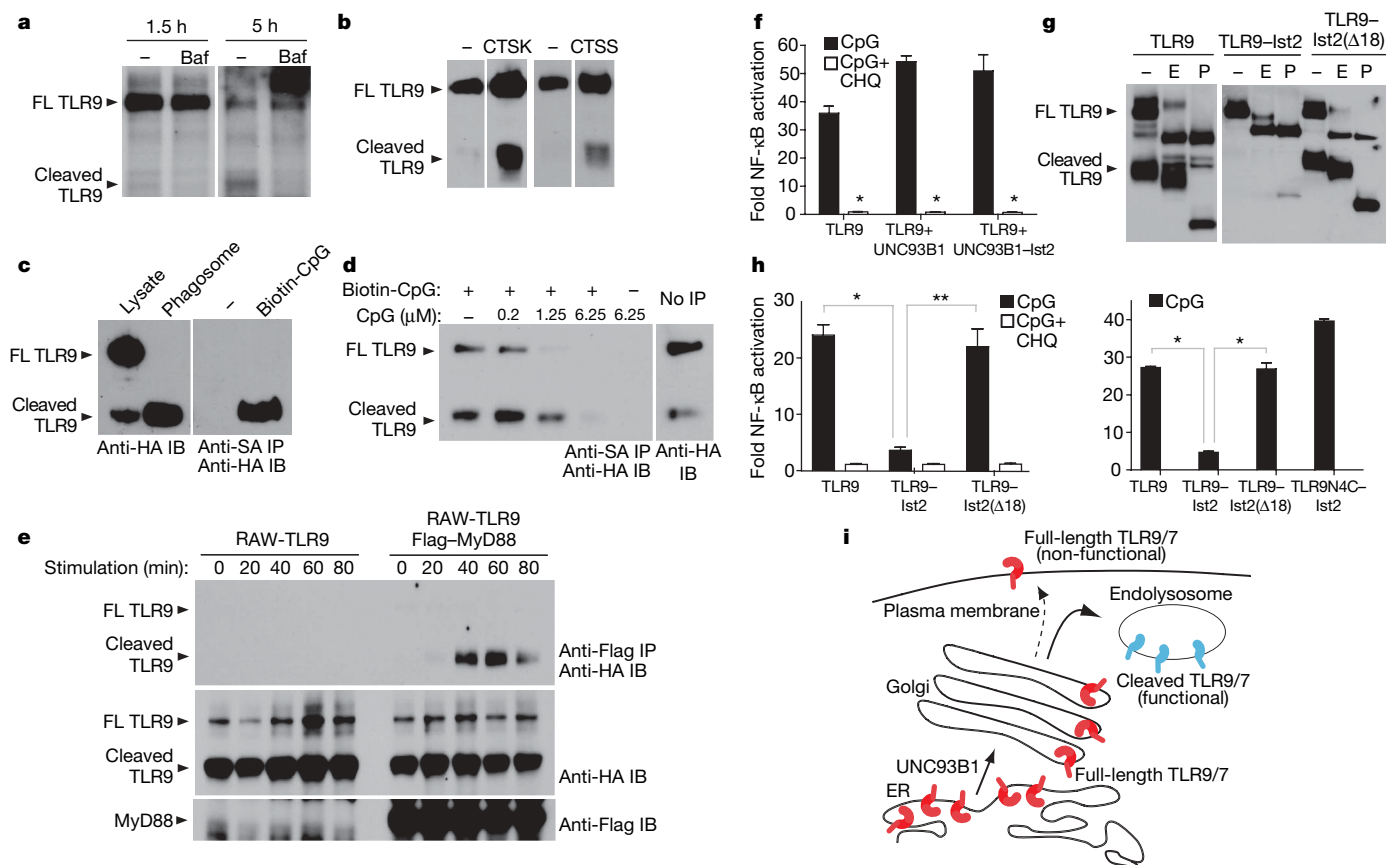 a
1.5 h
5 h
– Baf – Baf
FL TLR9
Cleaved
TLR9
b
– CTSK – CTSS
FL TLR9
Cleaved
TLR9
c
Lysate
Phagosome
–
Biotin-CpG
FL TLR9
Cleaved
TLR9
Anti-HA IB
Anti-SA IP
Anti-HA IB
d
Biotin-CpG: + + + + –
CpG (μM): – 0.2 1.25 6.25 6.25
No IP
FL TLR9
Cleaved
TLR9
Anti-SA IP
Anti-HA IB
Anti-HA
IB
e
RAW-TLR9
RAW-TLR9
Flag–MyD88
Stimulation (min): 0 20 40 60 80 0 20 40 60 80
FL TLR9
Cleaved
TLR9
Anti-Flag IP
Anti-HA IB
FL TLR9
Cleaved
TLR9
Anti-HA IB
MyD88
Anti-Flag IB
f
Fold NF-κB activation
60
50
40
30
20
10
0
CpG
CpG+
CHQ
* * *
TLR9
TLR9+
UNC93B1
TLR9+
UNC93B1–Ist2
g
TLR9
TLR9–Ist2
TLR9–
Ist2(Δ18)
– E P – E P – E P
FL TLR9
Cleaved
TLR9
h
Fold NF-κB activation
30
20
10
0
* **
CpG
CpG+
CHQ
TLR9
TLR9–
Ist2
TLR9–
Ist2(Δ18)
40
30
20
10
0
CpG
* *
TLR9
TLR9–
Ist2
TLR9–
Ist2(Δ18)
TLR9N4C–
Ist2
i
Full-length TLR9/7
(non-functional)
Plasma membrane
Endolysosome
Cleaved TLR9/7
(functional)
Golgi
UNC93B1
Full-length TLR9/7
ER